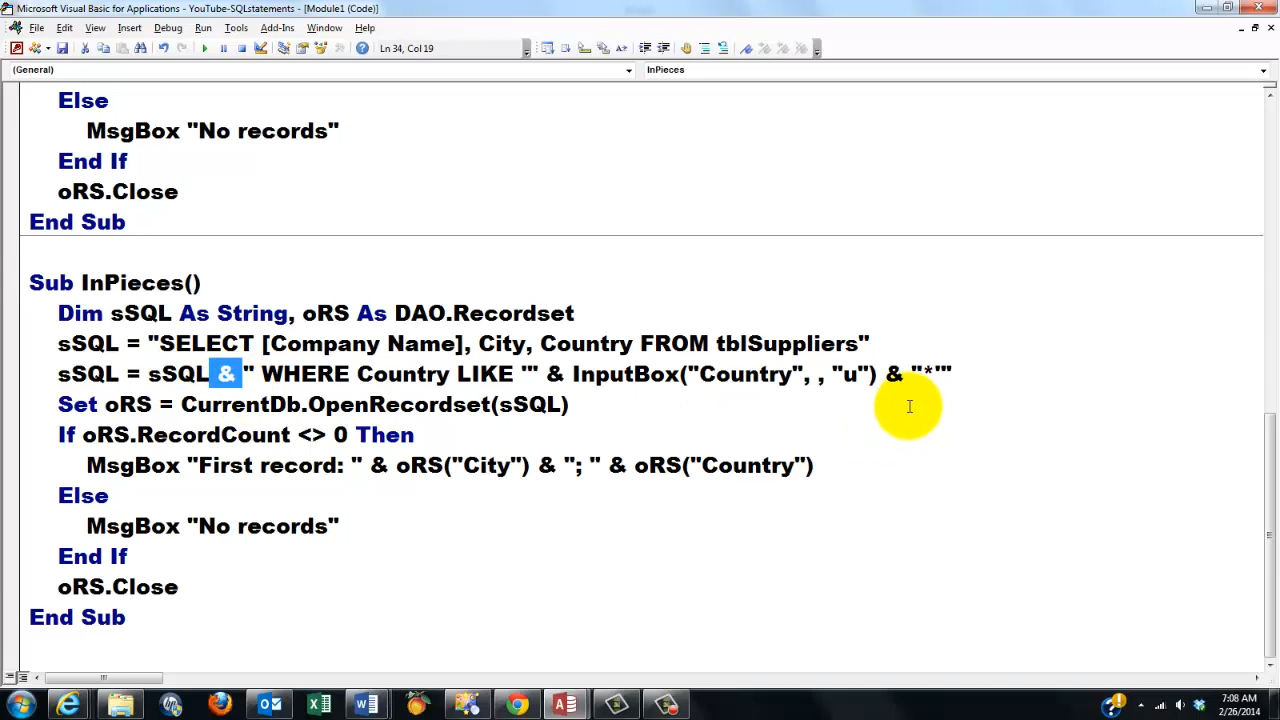 Microsoft Visual Basic for Applications - YouTube-SQLstatements - [Module1 (Code)]
File Edit View Insert Format Debug Run Tools Add-Ins Window Help
Ln 34, Col 19
(General) InPieces
Else
MsgBox "No records"
End If
oRS.Close
End Sub
Sub InPieces()
Dim sSQL As String, oRS As DAO.Recordset
sSQL = "SELECT [Company Name], City, Country FROM tblSuppliers"
sSQL = sSQL & " WHERE Country LIKE '" & InputBox("Country", , "u") & "*'"
Set oRS = CurrentDb.OpenRecordset(sSQL)
If oRS.RecordCount <> 0 Then
MsgBox "First record: " & oRS("City") & "; " & oRS("Country")
Else
MsgBox "No records"
End If
oRS.Close
End Sub
7:08 AM
2/26/2014